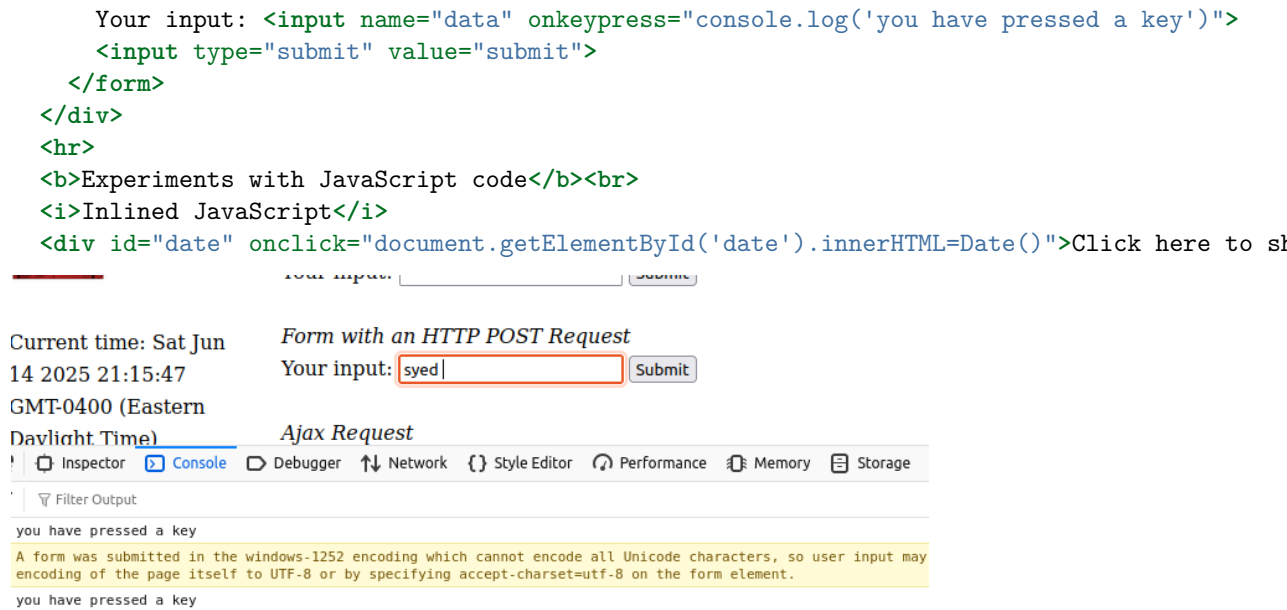 Your input: <input name="data" onkeypress="console.log('you have pressed a key')">
<input type="submit" value="submit">
</form>
</div>
<hr>
<b>Experiments with JavaScript code</b><br>
<i>Inlined JavaScript</i>
<div id="date" onclick="document.getElementById('date').innerHTML=Date()">Click here to
Your input: Submit
Current time: Sat Jun
14 2025 21:15:47
GMT-0400 (Eastern
Daylight Time)
Form with an HTTP POST Request
Your input: syed Submit
Ajax Request
Inspector Console Debugger Network {} Style Editor Performance Memory Storage
Filter Output
you have pressed a key
A form was submitted in the windows-1252 encoding which cannot encode all Unicode characters, so user input may
encoding of the page itself to UTF-8 or by specifying accept-charset=utf-8 on the form element.
you have pressed a key